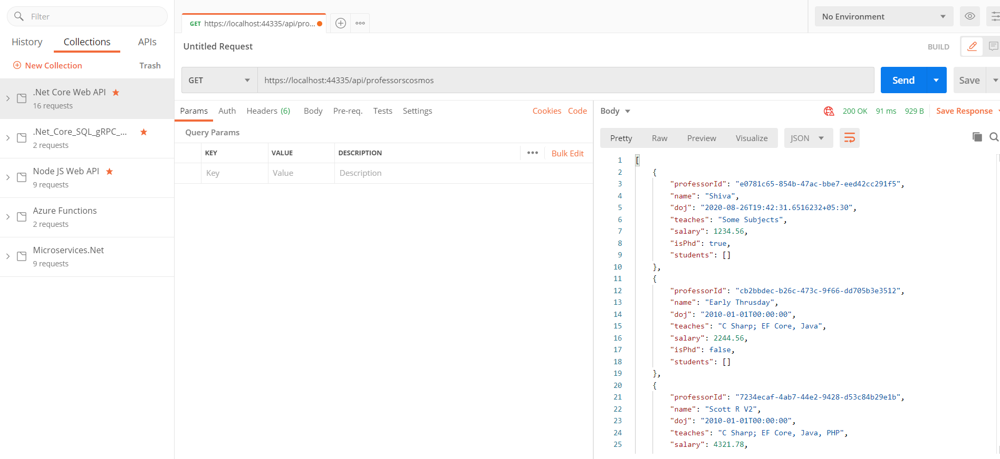 Filter
History Collections APIs
New Collection Trash
.Net Core Web API
16 requests
.Net_Core_SQL_gRPC_...
2 requests
Node JS Web API
9 requests
Azure Functions
2 requests
Microservices.Net
9 requests
GET https://localhost:44335/api/pro...
No Environment
Untitled Request
BUILD
GET https://localhost:44335/api/professorscosmos
Send Save
Params Auth Headers (6) Body Pre-req. Tests Settings Cookies Code
Query Params
KEY VALUE DESCRIPTION ••• Bulk Edit
Key Value Description
Body 200 OK 91 ms 929 B Save Response
Pretty Raw Preview Visualize JSON
1 [
2 {
3 "professorId": "e0781c65-854b-47ac-bbe7-eed42cc291f5",
4 "name": "Shiva",
5 "doj": "2020-08-26T19:42:31.6516232+05:30",
6 "teaches": "Some Subjects",
7 "salary": 1234.56,
8 "isPhd": true,
9 "students": []
10 },
11 {
12 "professorId": "cb2bbdec-b26c-473c-9f66-dd705b3e3512",
13 "name": "Early Thrusday",
14 "doj": "2010-01-01T00:00:00",
15 "teaches": "C Sharp; EF Core, Java",
16 "salary": 2244.56,
17 "isPhd": false,
18 "students": []
19 },
20 {
21 "professorId": "7234ecaf-4ab7-44e2-9428-d53c84b29e1b",
22 "name": "Scott R V2",
23 "doj": "2010-01-01T00:00:00",
24 "teaches": "C Sharp; EF Core, Java, PHP",
25 "salary": 4321.78,